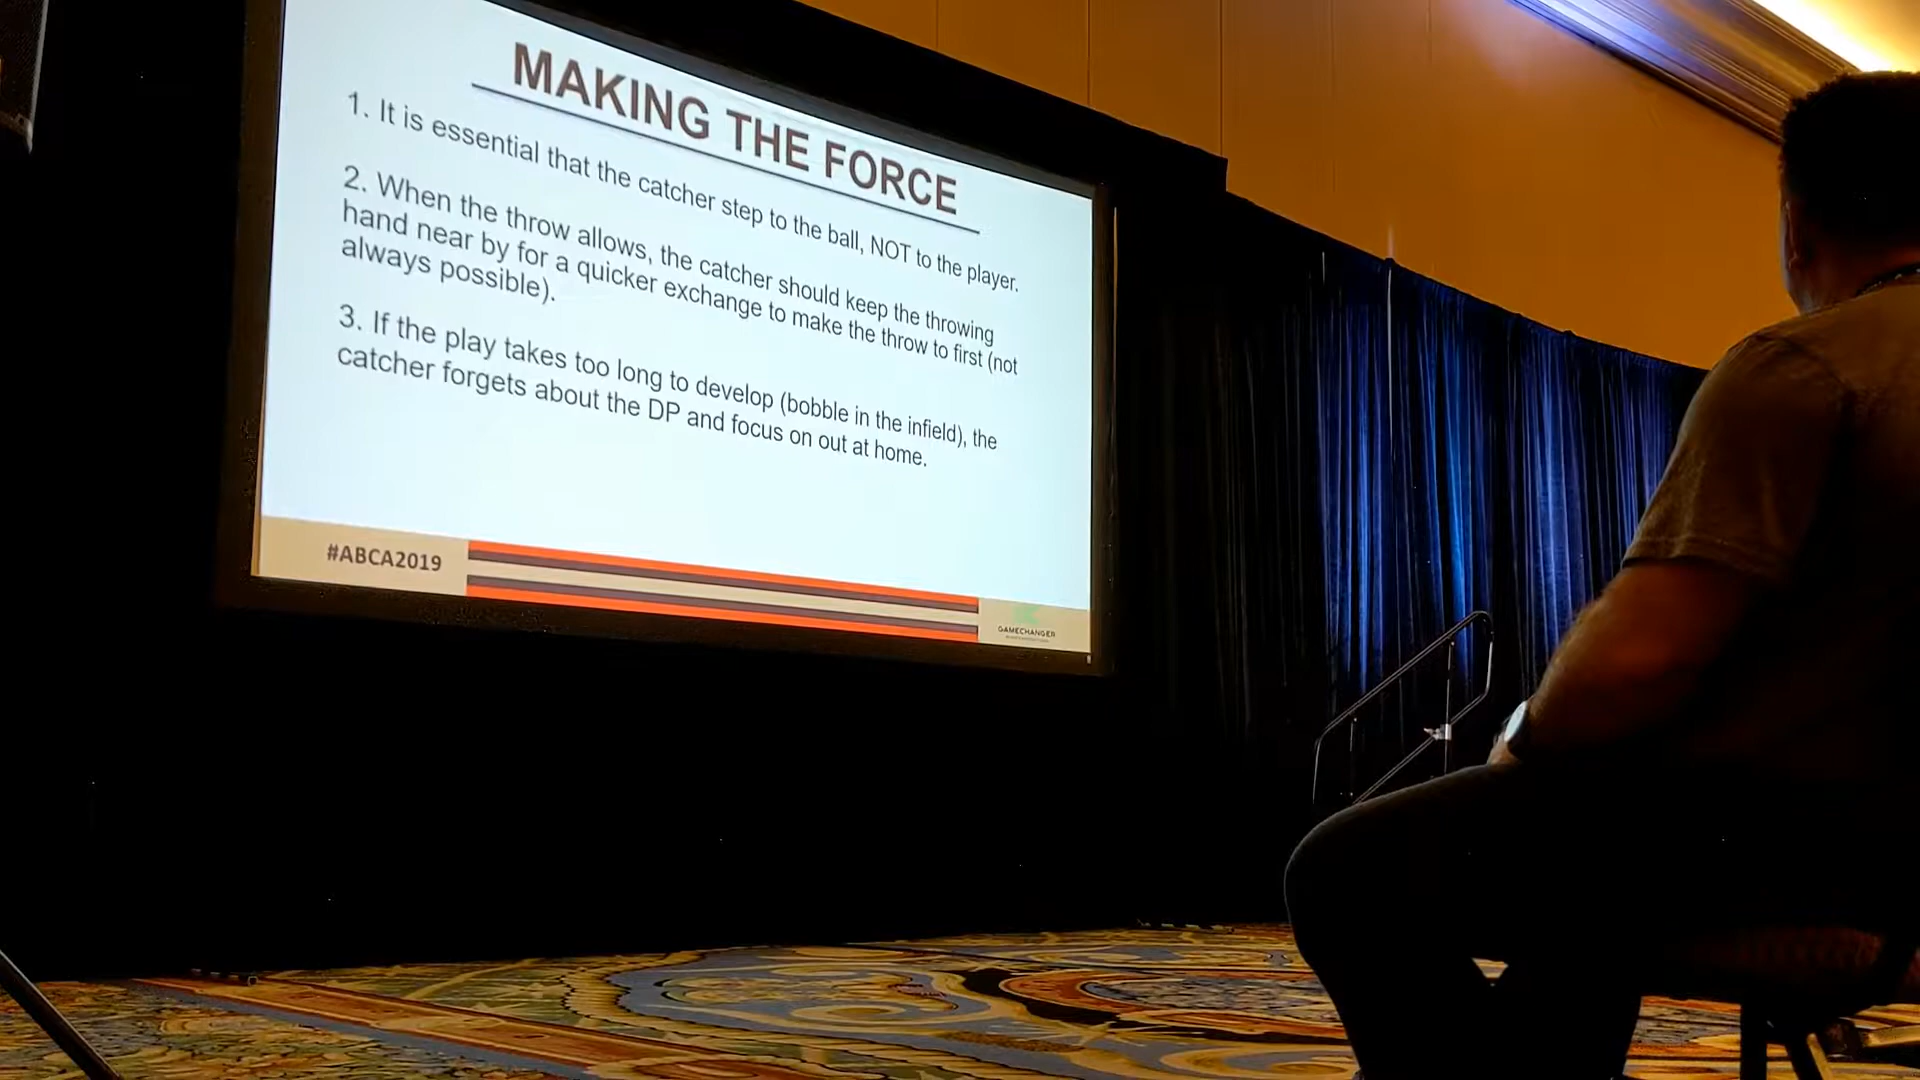 MAKING THE FORCE
1. It is essential that the catcher step to the ball, NOT to the player.
2. When the throw allows, the catcher should keep the throwing
hand near by for a quicker exchange to make the throw to first (not
always possible).
3. If the play takes too long to develop (bobble in the infield), the
catcher forgets about the DP and focus on out at home.
#ABCA2019
GAMECHANGER